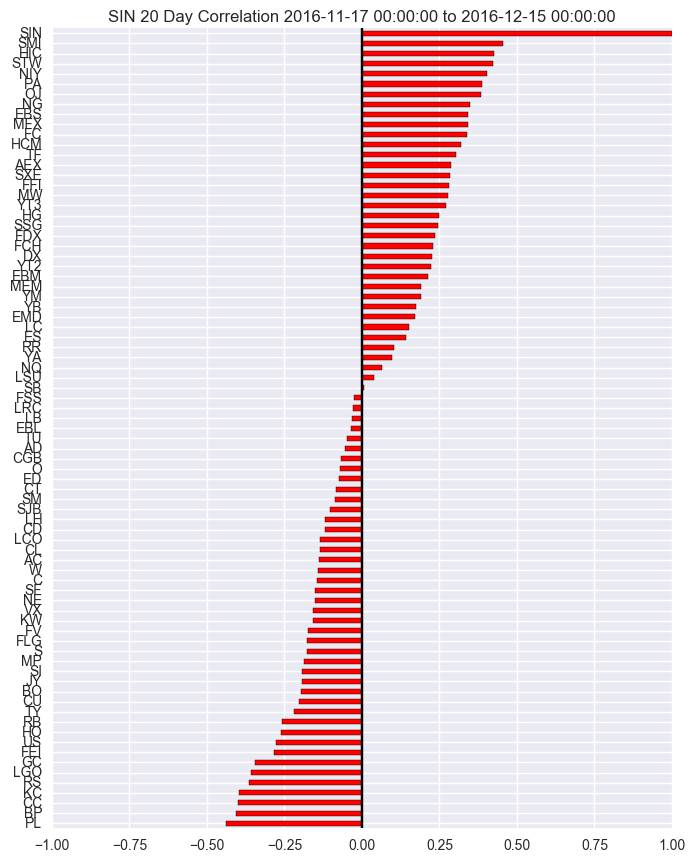 SIN 20 Day Correlation 2016-11-17 00:00:00 to 2016-12-15 00:00:00
SIN
SMI
HIC
STW
NIY
PA
OJ
NG
EBS
MEX
FC
HCM
TF
AEX
SXE
FFI
MW
YT3
HG
SSG
FDX
FCH
DX
YT2
EBM
MEM
YM
YB
EMD
LC
ES
RR
YA
NQ
LSU
SB
FSS
LRC
LB
EBL
TU
AD
CGB
O
ED
CT
SM
SJB
LH
CD
LCO
CL
AC
W
C
SF
NE
VX
KW
FV
FLG
S
MP
SI
JY
BO
CU
TY
RB
HO
US
FEI
GC
LGO
RS
KC
CC
BP
PL
−1.00 −0.75 −0.50 −0.25 0.00 0.25 0.50 0.75 1.00